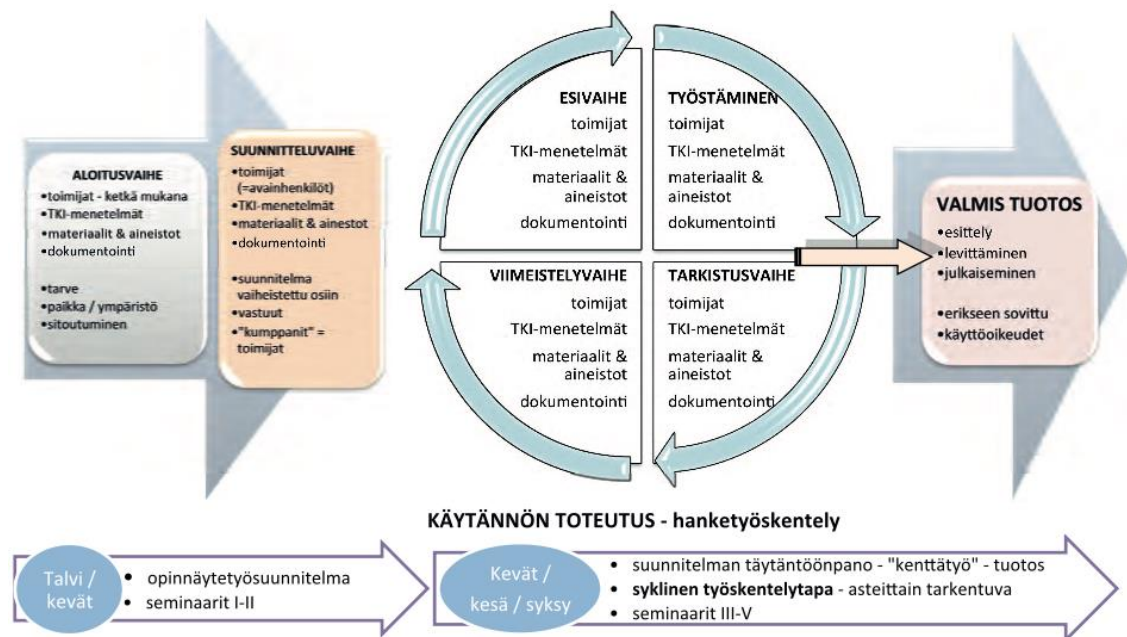 ALOITUSVAIHE
•toimijat - ketkä mukana
•TKI-menetelmät
•materiaalit & aineistot
•dokumentointi
•tarve
•paikka / ympäristö
•sitoutuminen
SUUNNITTELUVAIHE
•toimijat
(=avainhenkilöt)
•TKI-menetelmät
•materiaalit & ainestot
•dokumentointi
•suunnitelma
vaiheistettu osiin
•vastuut
•"kumppanit" =
toimijat
ESIVAIHE
toimijat
TKI-menetelmät
materiaalit &
aineistot
dokumentointi
TYÖSTÄMINEN
toimijat
TKI-menetelmät
materiaalit &
aineistot
dokumentointi
VIIMEISTELYVAIHE
toimijat
TKI-menetelmät
materiaalit &
aineistot
dokumentointi
TARKISTUSVAIHE
toimijat
TKI-menetelmät
materiaalit &
aineistot
dokumentointi
VALMIS TUOTOS
•esittely
•levittäminen
•julkaiseminen
•erikseen sovittu
•käyttöoikeudet
KÄYTÄNNÖN TOTEUTUS - hanketyöskentely
Talvi /
kevät
• opinnäytetyösuunnitelma
• seminaarit I-II
Kevät /
kesä / syksy
• suunnitelman täytäntöönpano - "kenttätyö" - tuotos
• syklinen työskentelytapa - asteittain tarkentuva
• seminaarit III-V